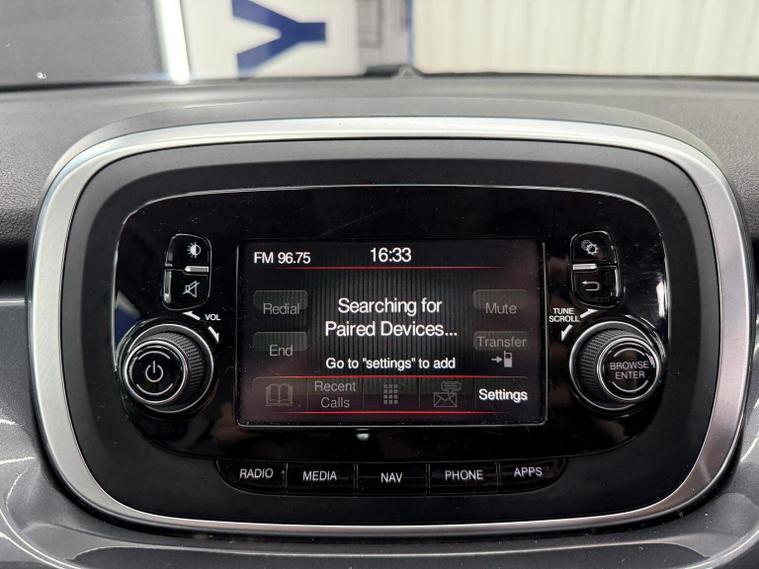 Y
FM 96.75
16:33
Redial
Searching for
Paired Devices...
Mute
End
Transfer
Go to "settings" to add
Recent
Calls
Settings
VOL
TUNE
SCROLL
BROWSE
ENTER
RADIO
MEDIA
NAV
PHONE
APPS